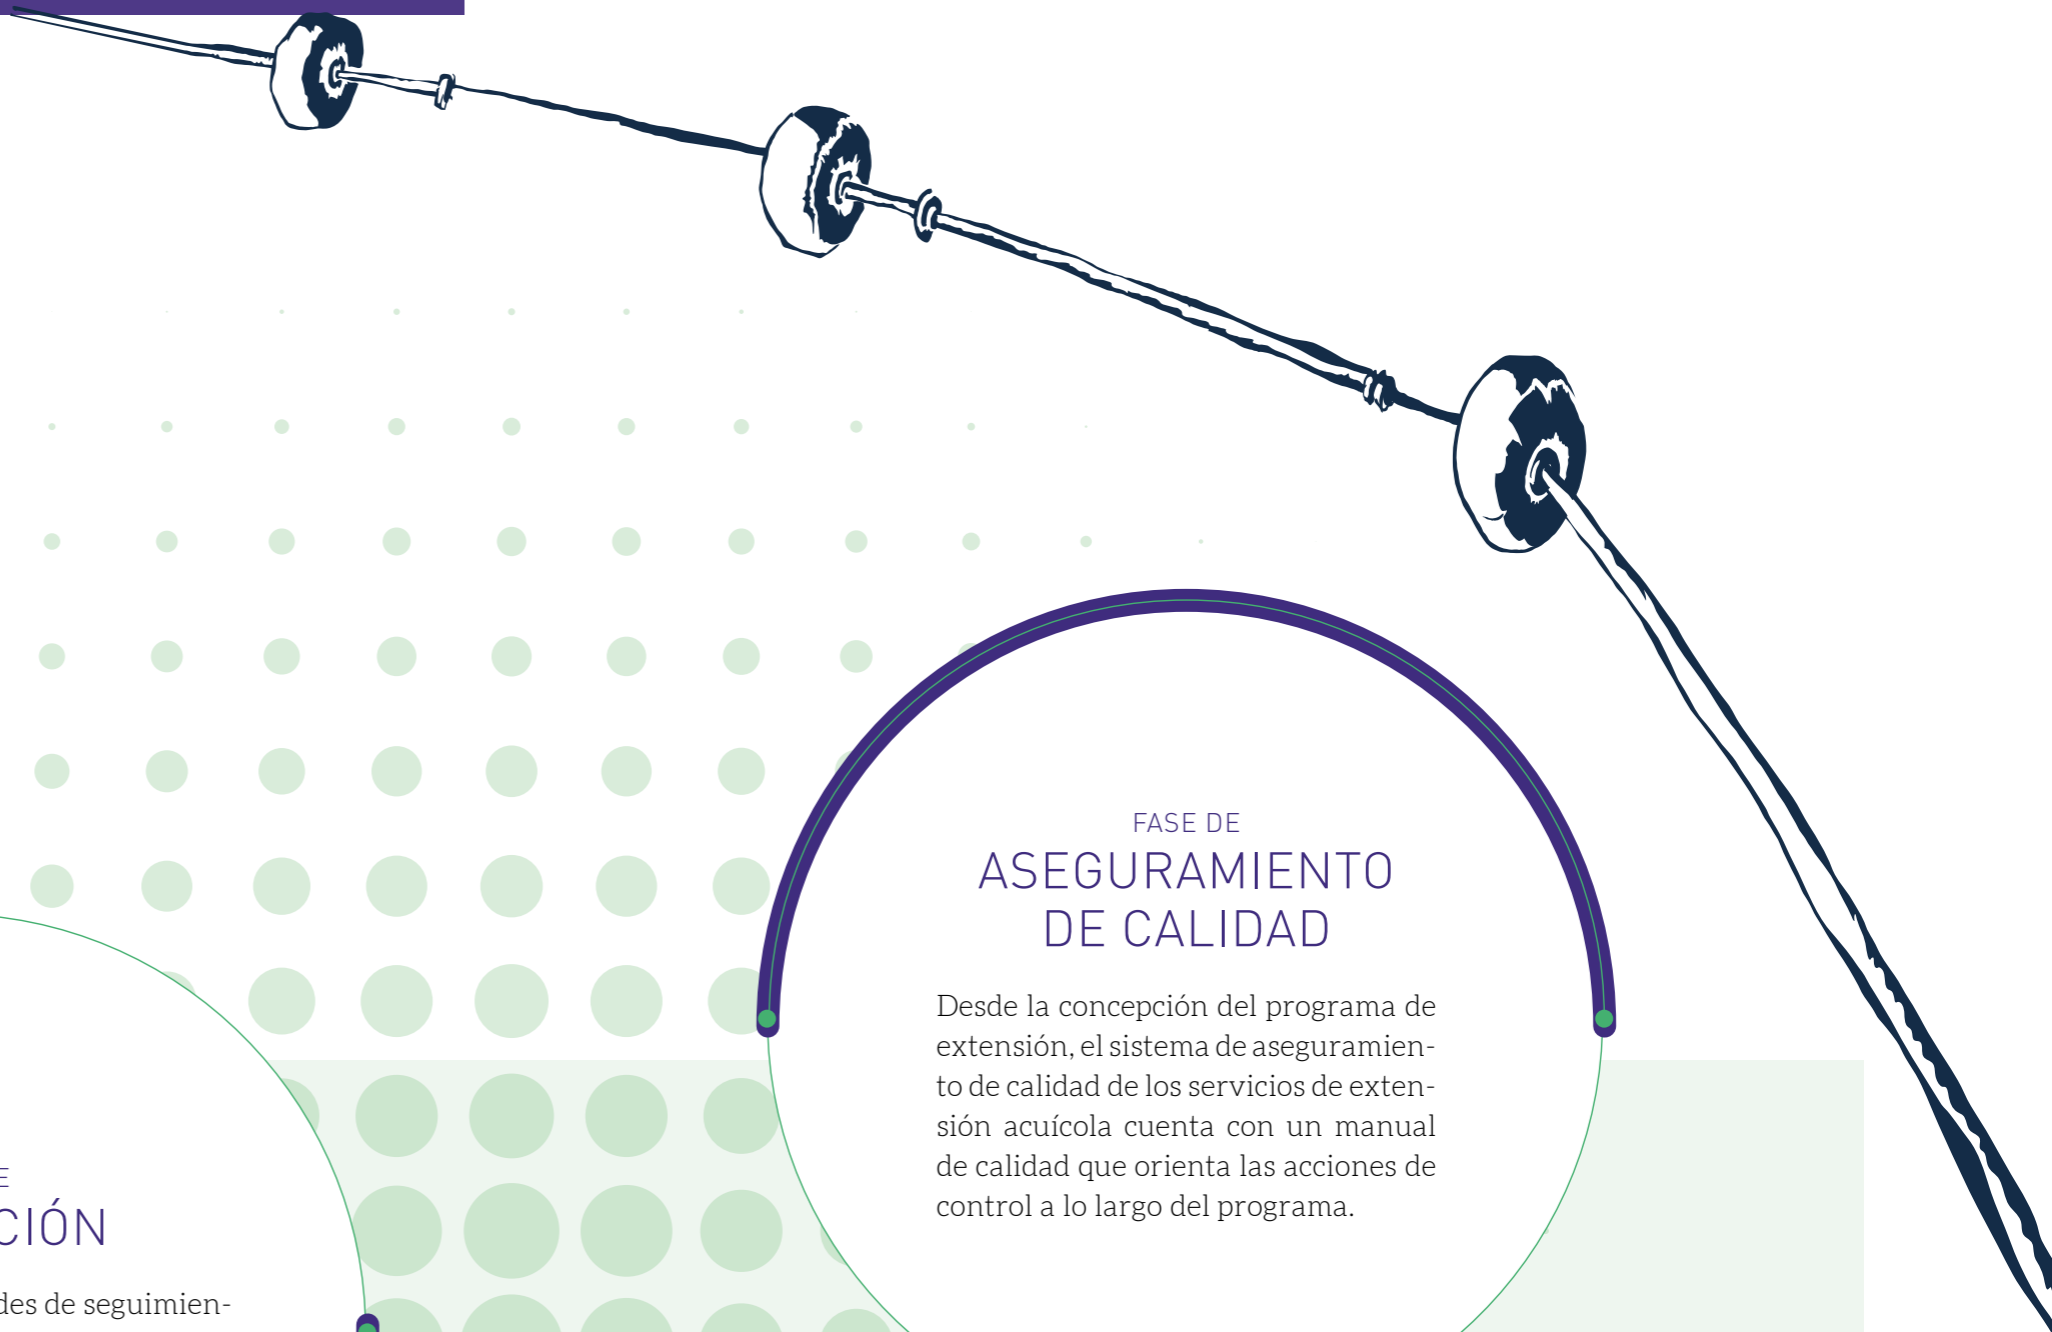 FASE DE
ASEGURAMIENTO
DE CALIDAD
Desde la concepción del programa de
extensión, el sistema de aseguramien-
to de calidad de los servicios de exten-
sión acuícola cuenta con un manual
de calidad que orienta las acciones de
control a lo largo del programa.
E
CIÓN
des de seguimien-